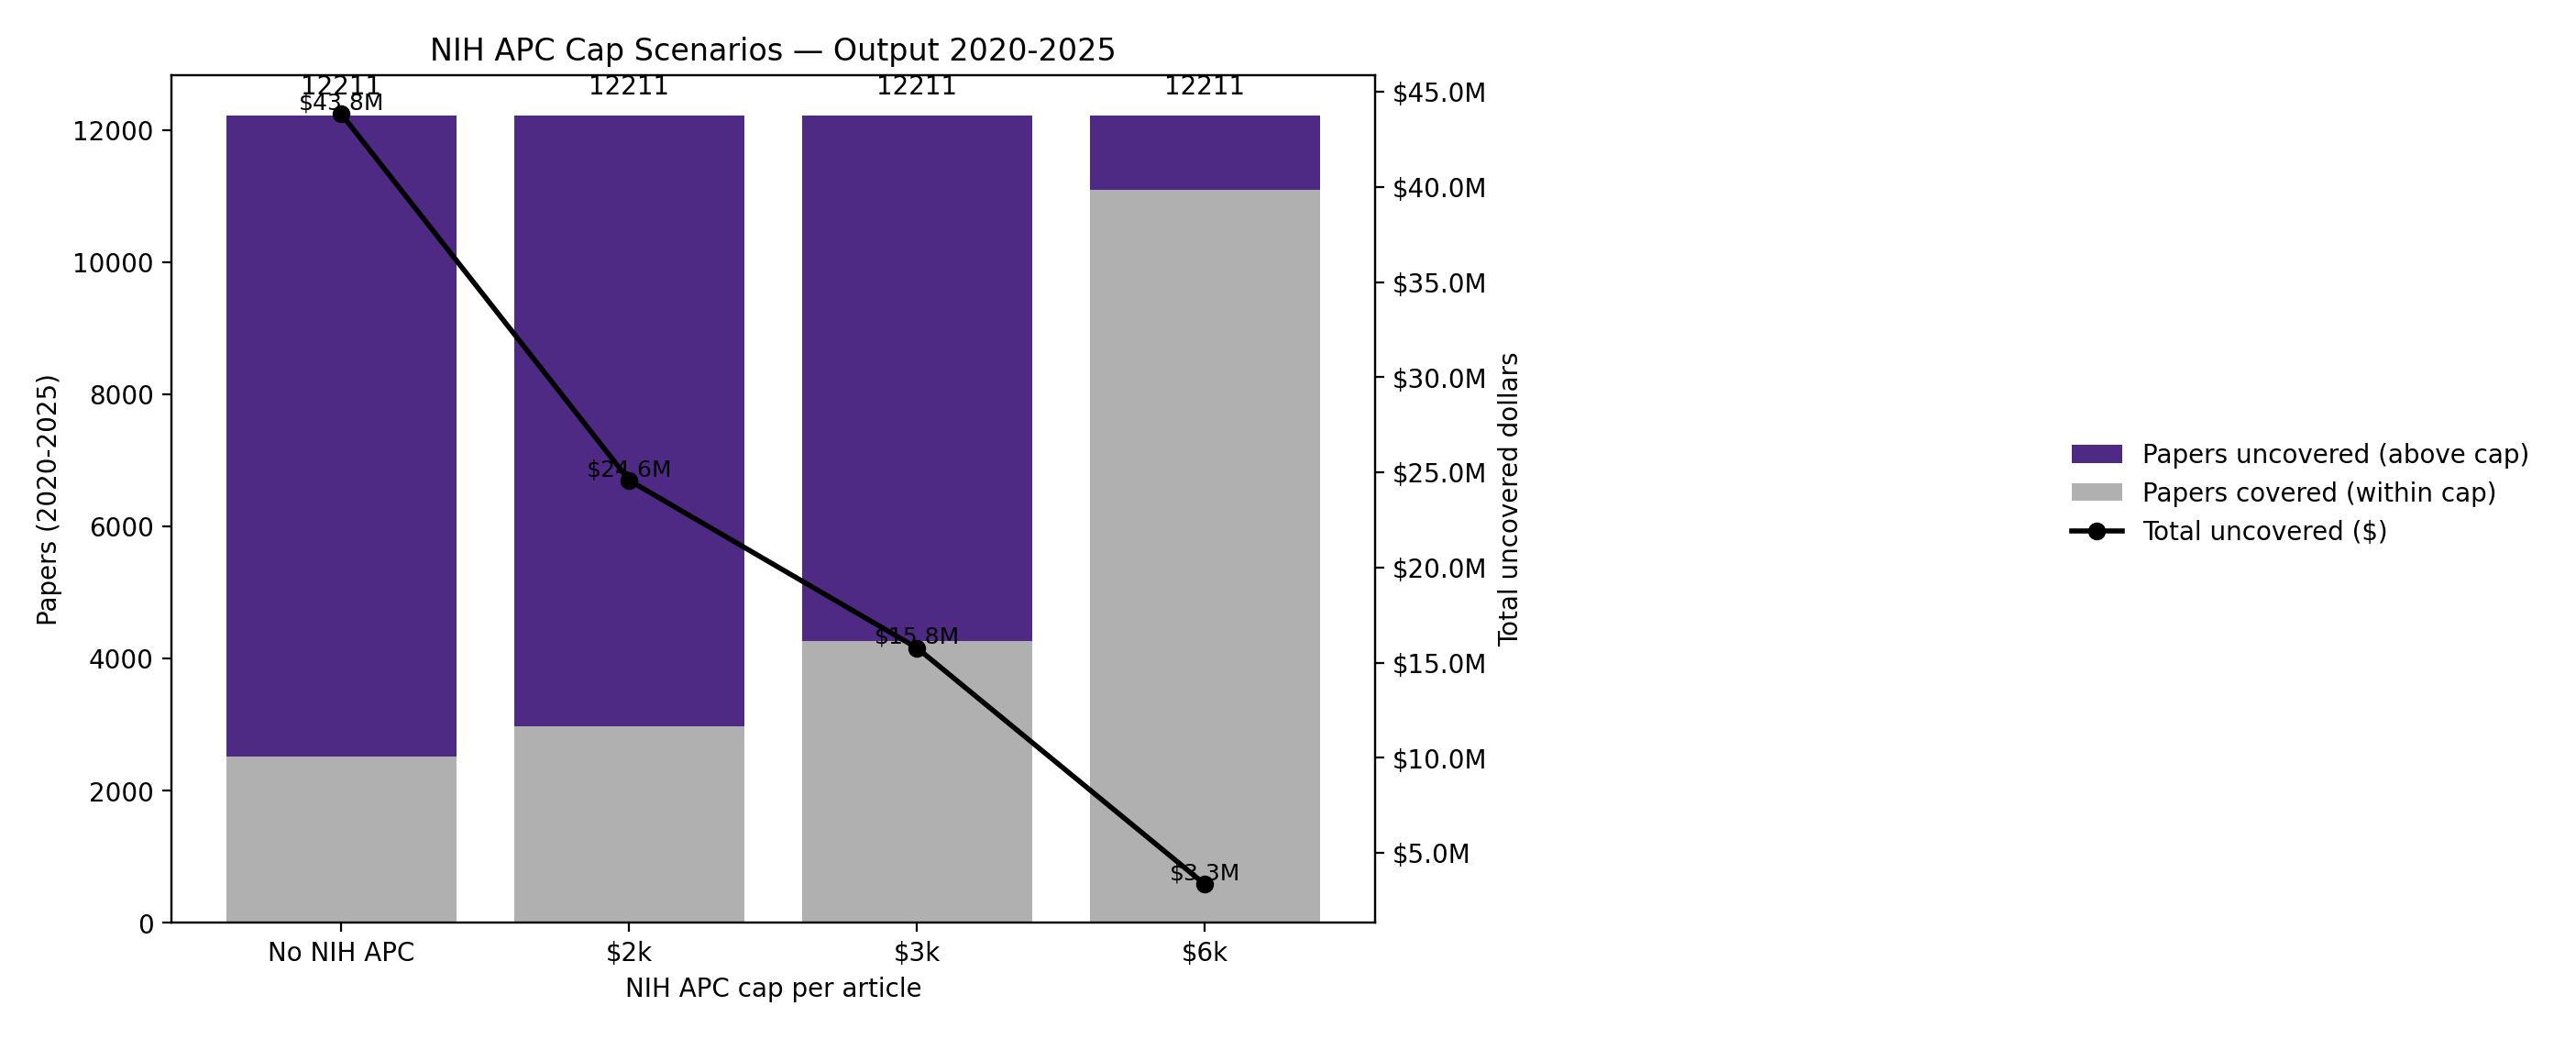 NIH APC Cap Scenarios — Output 2020-2025
12211
12211
12211
12211
$43.8M
$24.6M
$15.8M
$3.3M
12000
10000
8000
6000
4000
2000
0
Papers (2020-2025)
$45.0M
$40.0M
$35.0M
$30.0M
$25.0M
$20.0M
$15.0M
$10.0M
$5.0M
Total uncovered dollars
No NIH APC
$2k
$3k
$6k
NIH APC cap per article
Papers uncovered (above cap)
Papers covered (within cap)
Total uncovered ($)